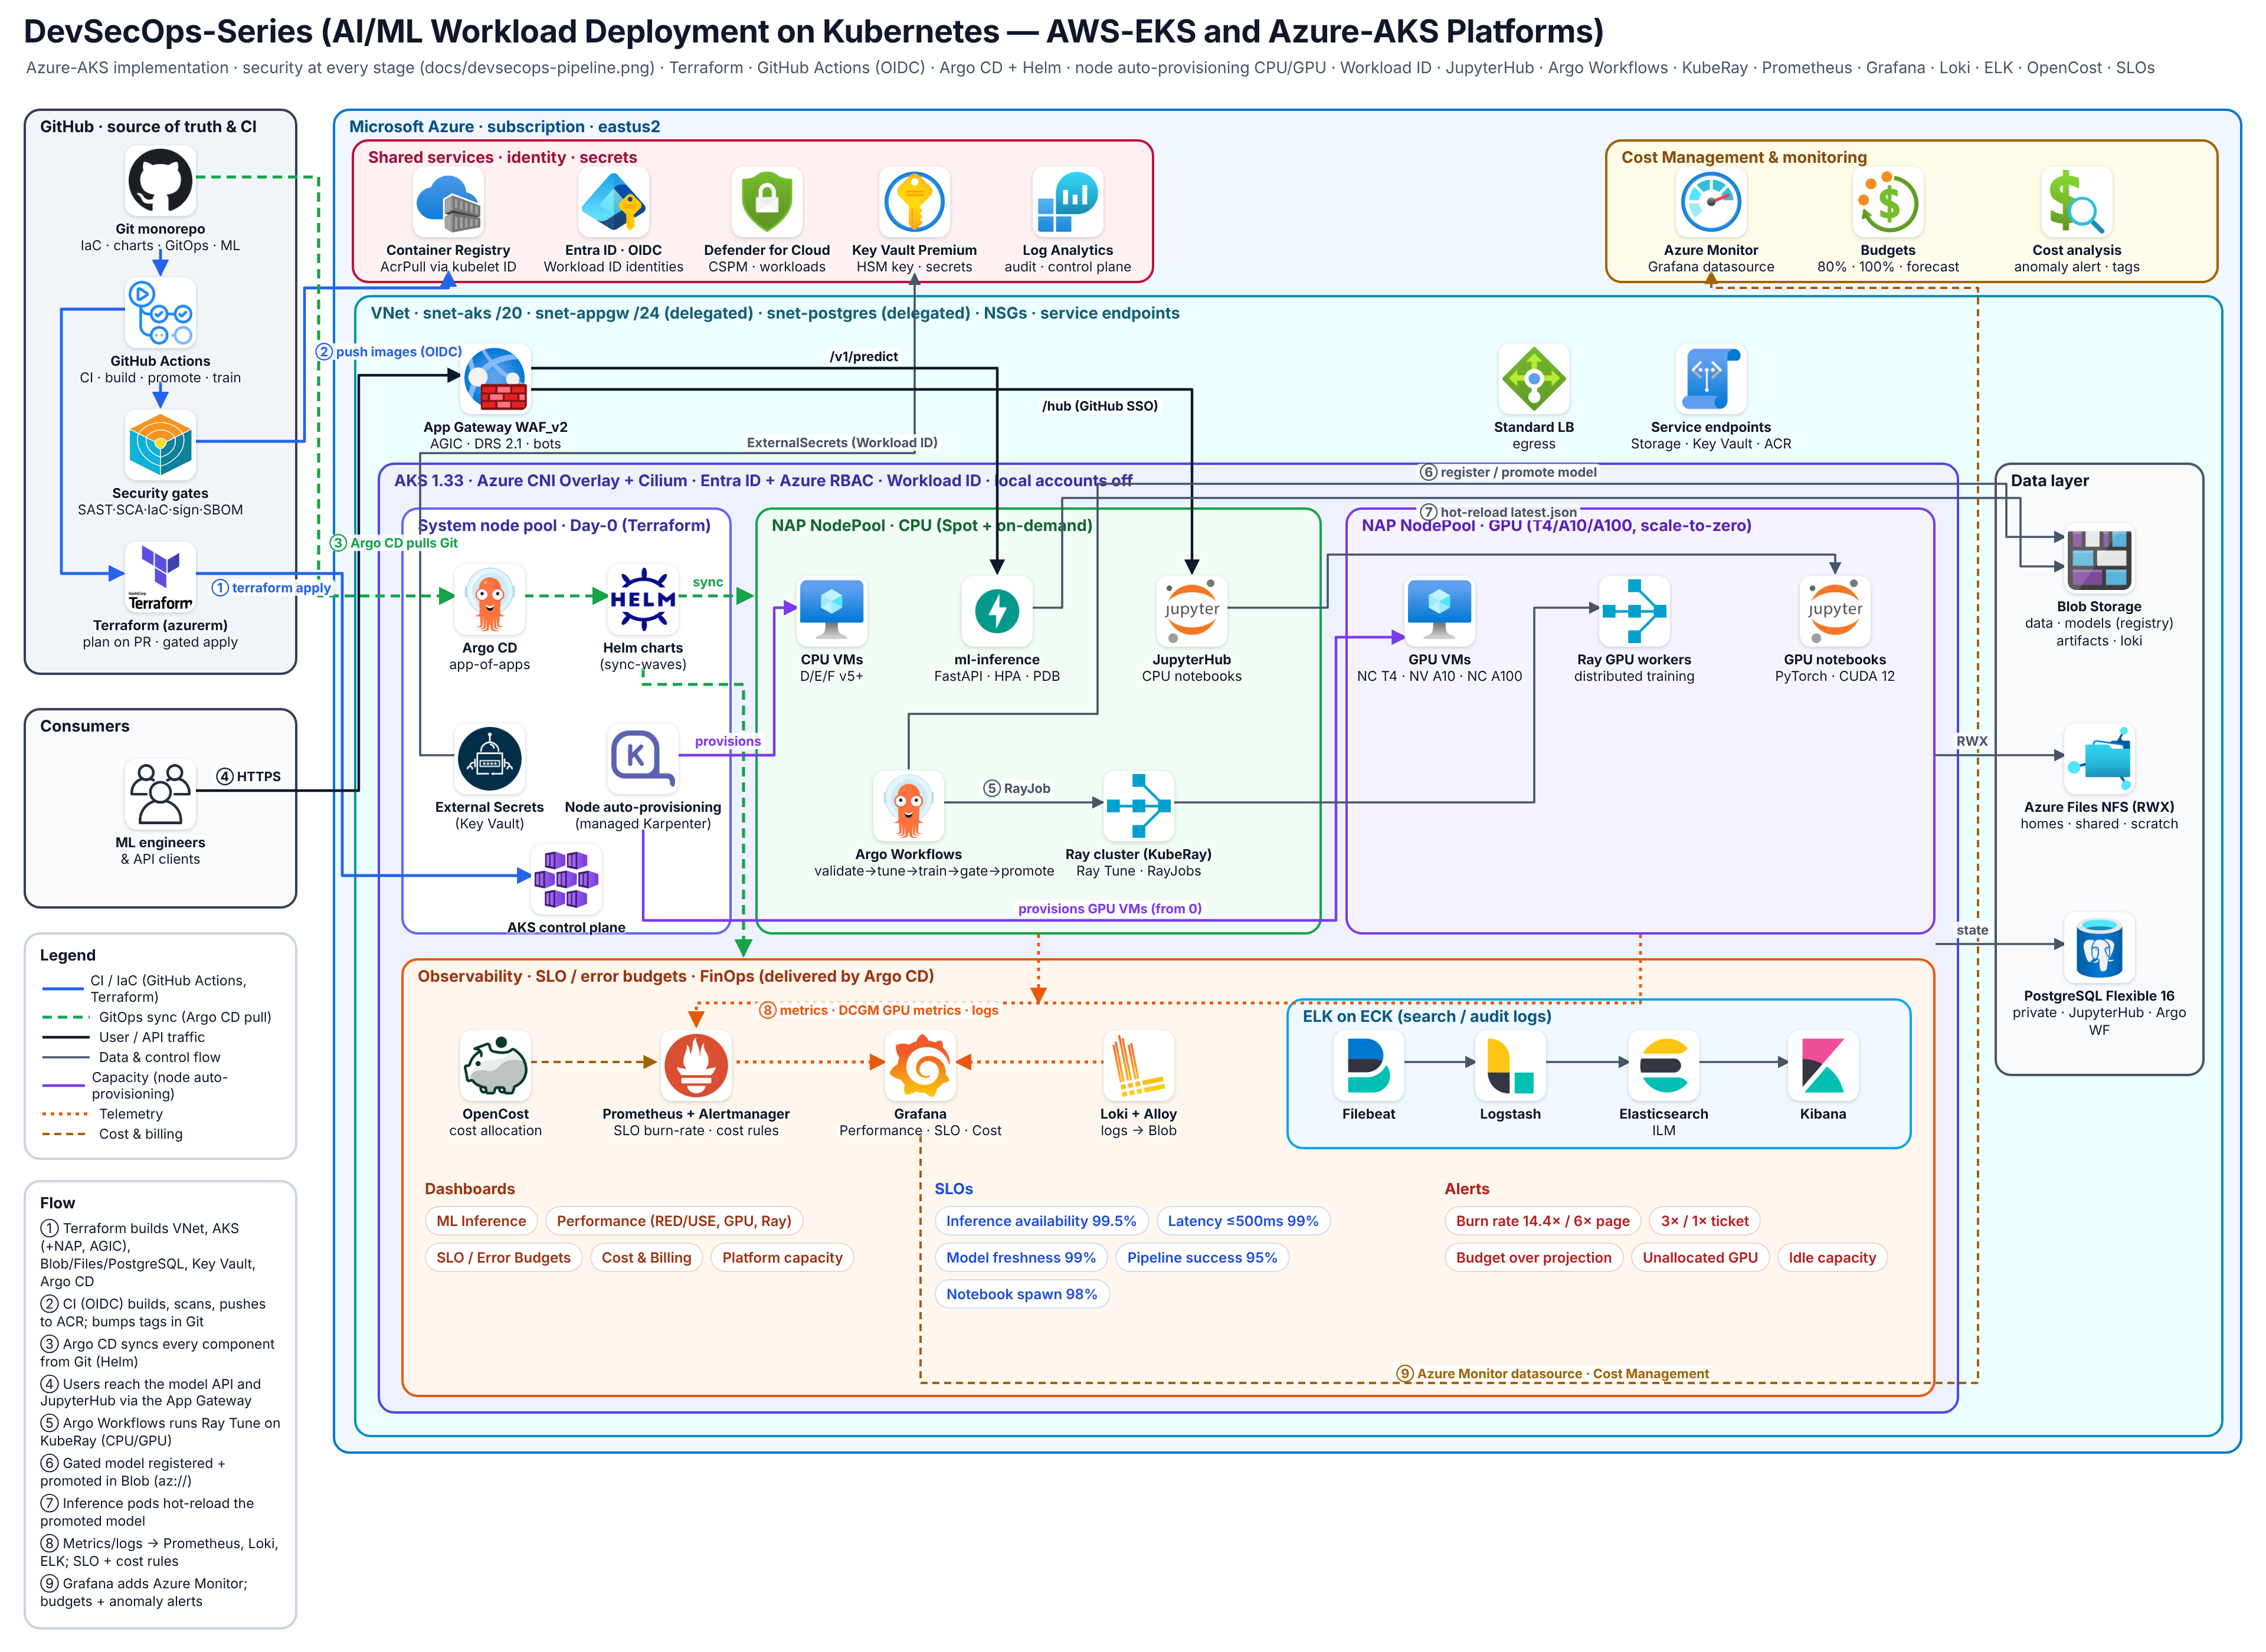 DevSecOps-Series (AI/ML Workload Deployment on Kubernetes — AWS-EKS and Azure-AKS Platforms)
Azure-AKS implementation · security at every stage (docs/devsecops-pipeline.png) · Terraform · GitHub Actions (OIDC) · Argo CD + Helm · node auto-provisioning CPU/GPU · Workload ID · JupyterHub · Argo Workflows · KubeRay · Prometheus · Grafana · Loki · ELK · OpenCost · SLOs
GitHub · source of truth & CI
Git monorepo
IaC · charts · GitOps · ML
GitHub Actions
CI · build · promote · train
Security gates
SAST·SCA·IaC·sign·SBOM
HashiCorp
Terraform
Terraform (azurerm)
plan on PR · gated apply
① terraform apply
② push images (OIDC)
③ Argo CD pulls Git
Consumers
ML engineers
& API clients
④ HTTPS
Legend
CI / IaC (GitHub Actions,
Terraform)
GitOps sync (Argo CD pull)
User / API traffic
Data & control flow
Capacity (node auto-
provisioning)
Telemetry
Cost & billing
Flow
① Terraform builds VNet, AKS
(+NAP, AGIC),
Blob/Files/PostgreSQL, Key Vault,
Argo CD
② CI (OIDC) builds, scans, pushes
to ACR; bumps tags in Git
③ Argo CD syncs every component
from Git (Helm)
④ Users reach the model API and
JupyterHub via the App Gateway
⑤ Argo Workflows runs Ray Tune on
KubeRay (CPU/GPU)
⑥ Gated model registered +
promoted in Blob (az://)
⑦ Inference pods hot-reload the
promoted model
⑧ Metrics/logs → Prometheus, Loki,
ELK; SLO + cost rules
⑨ Grafana adds Azure Monitor;
budgets + anomaly alerts
Microsoft Azure · subscription · eastus2
Shared services · identity · secrets
Container Registry
AcrPull via kubelet ID
Entra ID · OIDC
Workload ID identities
Defender for Cloud
CSPM · workloads
Key Vault Premium
HSM key · secrets
Log Analytics
audit · control plane
Cost Management & monitoring
Azure Monitor
Grafana datasource
Budgets
80% · 100% · forecast
Cost analysis
anomaly alert · tags
VNet · snet-aks /20 · snet-appgw /24 (delegated) · snet-postgres (delegated) · NSGs · service endpoints
App Gateway WAF_v2
AGIC · DRS 2.1 · bots
/v1/predict
/hub (GitHub SSO)
ExternalSecrets (Workload ID)
Standard LB
egress
Service endpoints
Storage · Key Vault · ACR
AKS 1.33 · Azure CNI Overlay + Cilium · Entra ID + Azure RBAC · Workload ID · local accounts off
⑥ register / promote model
⑦ hot-reload latest.json
System node pool · Day-0 (Terraform)
Argo CD
app-of-apps
HELM
Helm charts
(sync-waves)
sync
External Secrets
(Key Vault)
K
Node auto-provisioning
(managed Karpenter)
provisions
AKS control plane
NAP NodePool · CPU (Spot + on-demand)
CPU VMs
D/E/F v5+
ml-inference
FastAPI · HPA · PDB
jupyter
JupyterHub
CPU notebooks
Argo Workflows
validate→tune→train→gate→promote
⑤ RayJob
Ray cluster (KubeRay)
Ray Tune · RayJobs
provisions GPU VMs (from 0)
NAP NodePool · GPU (T4/A10/A100, scale-to-zero)
GPU VMs
NC T4 · NV A10 · NC A100
Ray GPU workers
distributed training
jupyter
GPU notebooks
PyTorch · CUDA 12
Data layer
Blob Storage
data · models (registry)
artifacts · loki
RWX
Azure Files NFS (RWX)
homes · shared · scratch
state
PostgreSQL Flexible 16
private · JupyterHub · Argo
WF
Observability · SLO / error budgets · FinOps (delivered by Argo CD)
⑧ metrics · DCGM GPU metrics · logs
OpenCost
cost allocation
Prometheus + Alertmanager
SLO burn-rate · cost rules
Grafana
Performance · SLO · Cost
Loki + Alloy
logs → Blob
ELK on ECK (search / audit logs)
Filebeat
Logstash
Elasticsearch
ILM
Kibana
Dashboards
ML Inference
Performance (RED/USE, GPU, Ray)
SLO / Error Budgets
Cost & Billing
Platform capacity
SLOs
Inference availability 99.5%
Latency ≤500ms 99%
Model freshness 99%
Pipeline success 95%
Notebook spawn 98%
Alerts
Burn rate 14.4× / 6× page
3× / 1× ticket
Budget over projection
Unallocated GPU
Idle capacity
⑨ Azure Monitor datasource · Cost Management